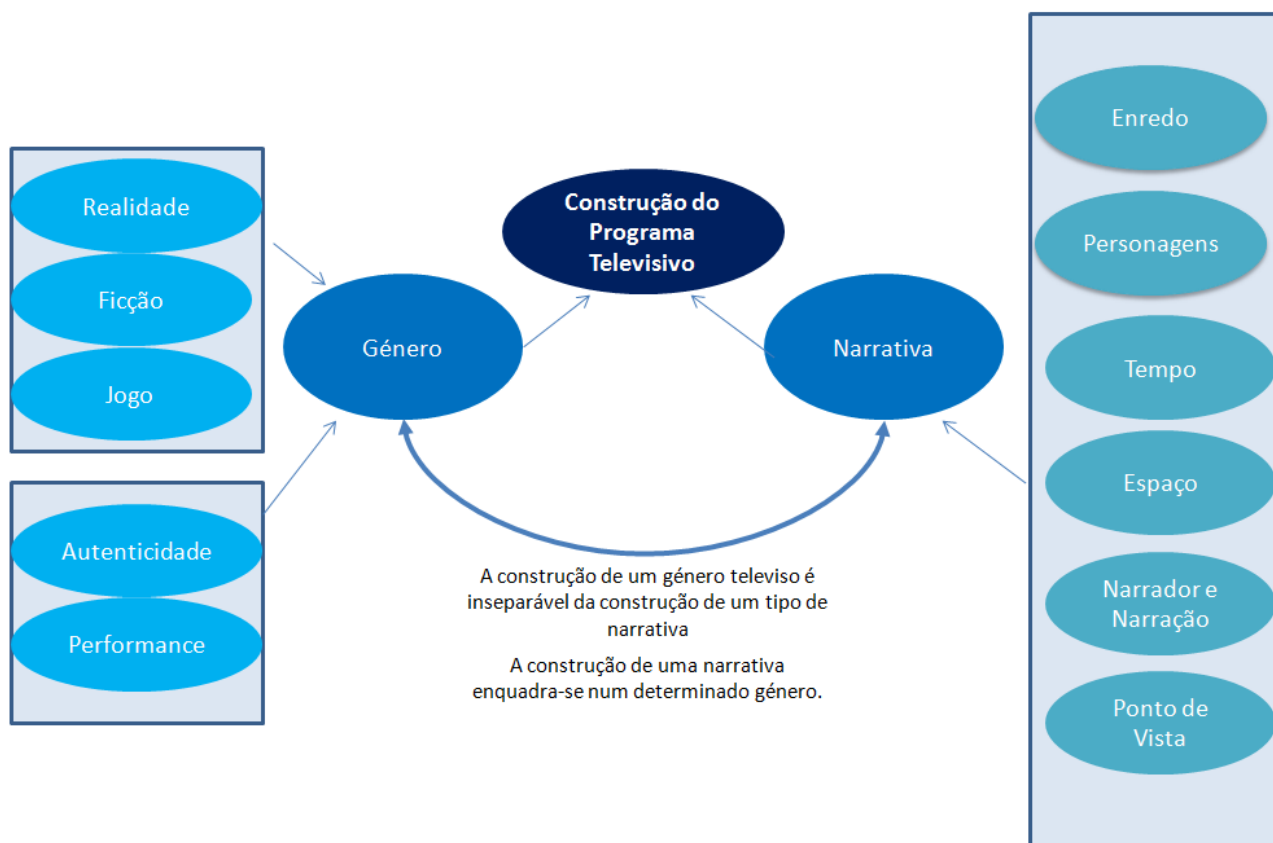 Realidade
Ficção
Jogo
Autenticidade
Performance
Género
Construção do
Programa
Televisivo
Narrativa
A construção de um género televiso é
inseparável da construção de um tipo de
narrativa
A construção de uma narrativa
enquadra-se num determinado género.
Enredo
Personagens
Tempo
Espaço
Narrador e
Narração
Ponto de
Vista